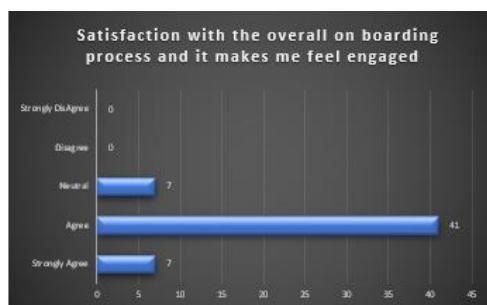 Satisfaction with the overall on boarding
process and it makes me feel engaged
Strongly DisAgree 0
Disagree 0
Neutral 7
Agree 41
Strongly Agree 7
0 5 10 15 20 25 30 35 40 45